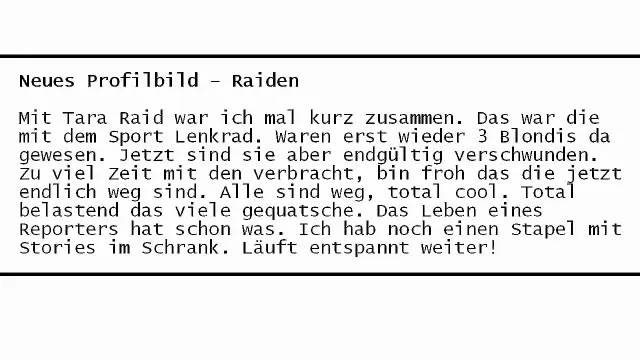 Neues Profilbild – Raiden
Mit Tara Raid war ich mal kurz zusammen. Das war die
mit dem Sport Lenkrad. Waren erst wieder 3 Blondis da
gewesen. Jetzt sind sie aber endgültig verschwunden.
Zu viel Zeit mit den verbracht, bin froh das die jetzt
endlich weg sind. Alle sind weg, total cool. Total
belastend das viele gequatsche. Das Leben eines
Reporters hat schon was. Ich hab noch einen Stapel mit
Stories im Schrank. Läuft entspannt weiter!